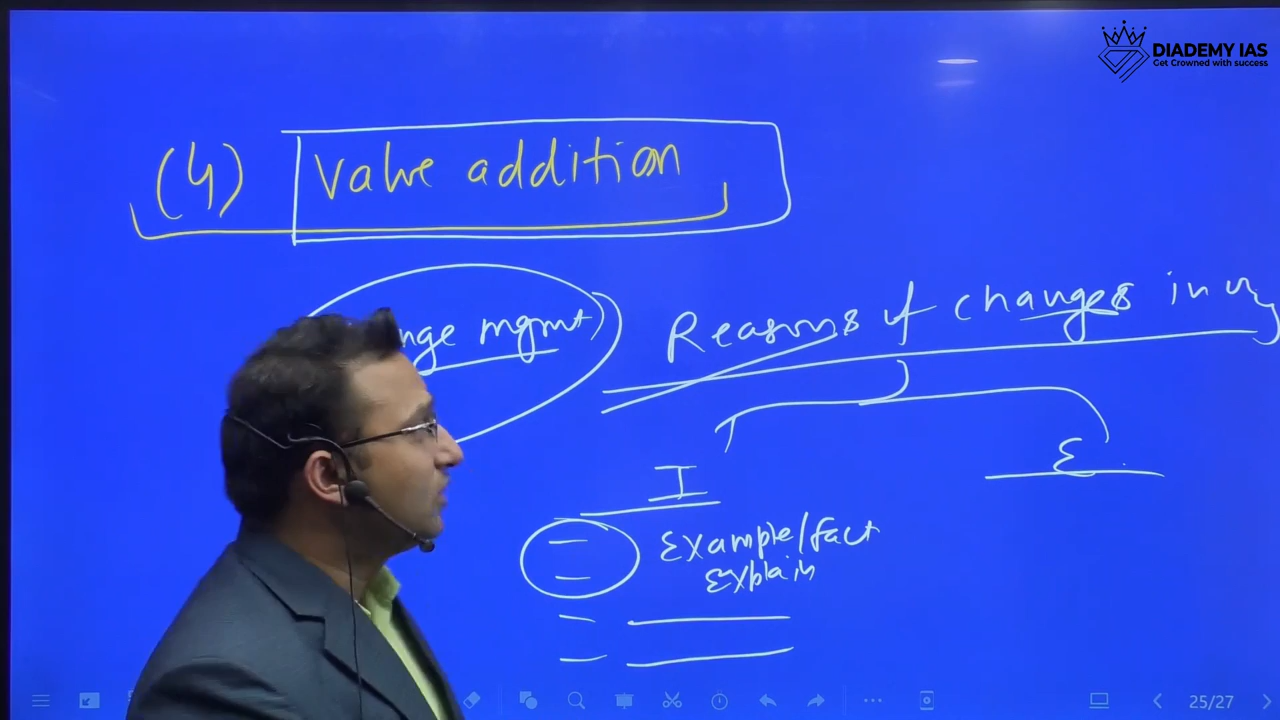 DIADEMY IAS
Get Crowned with success
(4) Value addition
nge mgmt)
Reasons of changes in
I
E
Example/fact
Explain
25/27